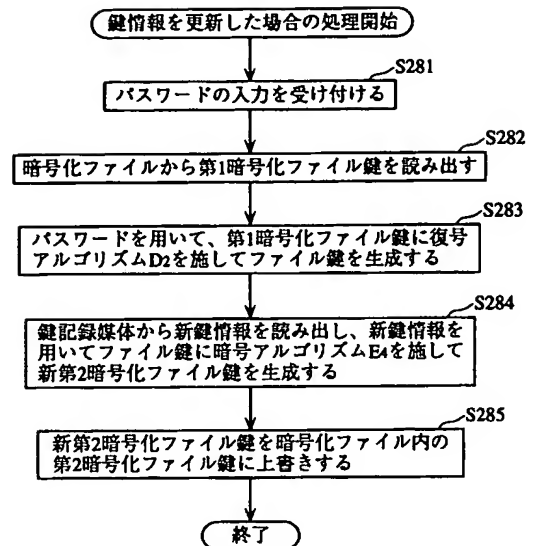 鍵情報を更新した場合の処理開始
S281
パスワードの入力を受け付ける
S282
暗号化ファイルから第1暗号化ファイル鍵を読み出す
S283
パスワードを用いて、第1暗号化ファイル鍵に復号
アルゴリズムD2を施してファイル鍵を生成する
S284
鍵記録媒体から新鍵情報を読み出し、新鍵情報を
用いてファイル鍵に暗号アルゴリズムE4を施して
新第2暗号化ファイル鍵を生成する
S285
新第2暗号化ファイル鍵を暗号化ファイル内の
第2暗号化ファイル鍵に上書きする
終了